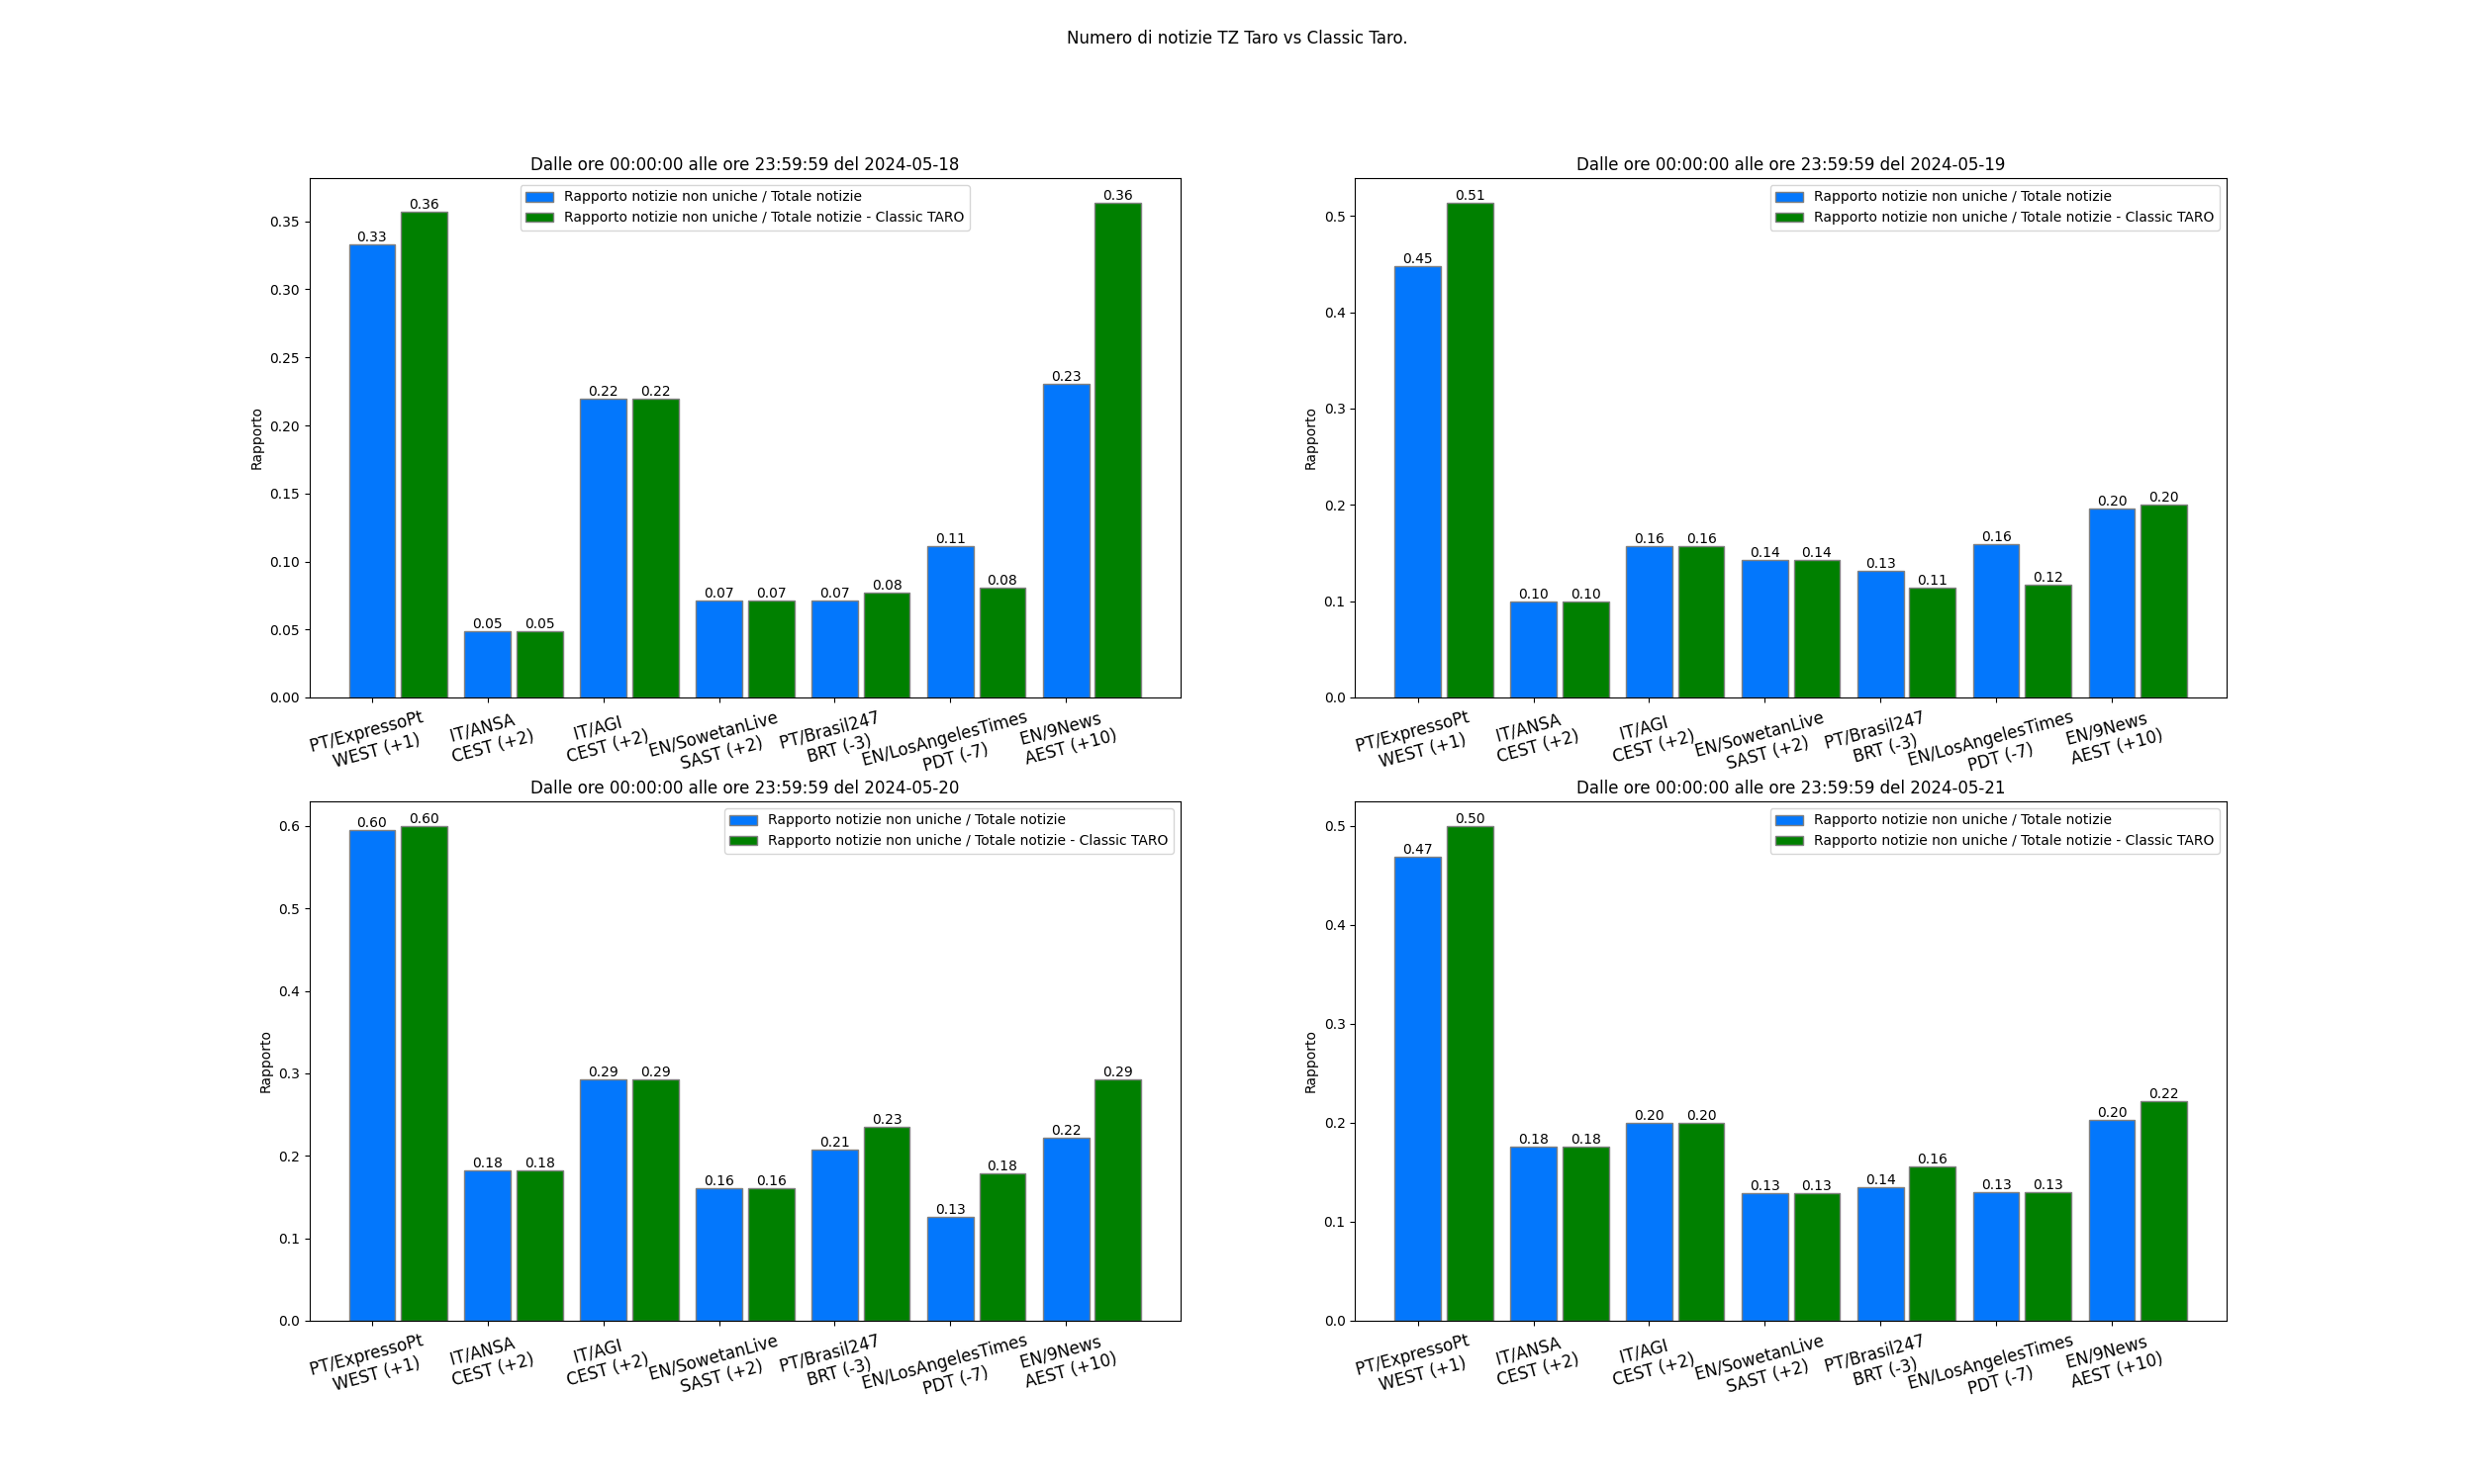 Numero di notizie TZ Taro vs Classic Taro.
Dalle ore 00:00:00 alle ore 23:59:59 del 2024-05-18
Rapporto notizie non uniche / Totale notizie
Rapporto notizie non uniche / Totale notizie - Classic TARO
Rapporto
0.35
0.30
0.25
0.20
0.15
0.10
0.05
0.00
0.33
0.36
0.05
0.05
0.22
0.22
0.07
0.07
0.07
0.08
0.11
0.08
0.23
0.36
PT/ExpressoPt
WEST (+1)
IT/ANSA
CEST (+2)
IT/AGI
CEST (+2)
EN/SowetanLive
SAST (+2)
PT/Brasil247
BRT (-3)
EN/LosAngelesTimes
PDT (-7)
EN/9News
AEST (+10)
Dalle ore 00:00:00 alle ore 23:59:59 del 2024-05-19
Rapporto notizie non uniche / Totale notizie
Rapporto notizie non uniche / Totale notizie - Classic TARO
Rapporto
0.5
0.4
0.3
0.2
0.1
0.0
0.45
0.51
0.10
0.10
0.16
0.16
0.14
0.14
0.13
0.11
0.16
0.12
0.20
0.20
PT/ExpressoPt
WEST (+1)
IT/ANSA
CEST (+2)
IT/AGI
CEST (+2)
EN/SowetanLive
SAST (+2)
PT/Brasil247
BRT (-3)
EN/LosAngelesTimes
PDT (-7)
EN/9News
AEST (+10)
Dalle ore 00:00:00 alle ore 23:59:59 del 2024-05-20
Rapporto notizie non uniche / Totale notizie
Rapporto notizie non uniche / Totale notizie - Classic TARO
Rapporto
0.6
0.5
0.4
0.3
0.2
0.1
0.0
0.60
0.60
0.18
0.18
0.29
0.29
0.16
0.16
0.21
0.23
0.13
0.18
0.22
0.29
PT/ExpressoPt
WEST (+1)
IT/ANSA
CEST (+2)
IT/AGI
CEST (+2)
EN/SowetanLive
SAST (+2)
PT/Brasil247
BRT (-3)
EN/LosAngelesTimes
PDT (-7)
EN/9News
AEST (+10)
Dalle ore 00:00:00 alle ore 23:59:59 del 2024-05-21
Rapporto notizie non uniche / Totale notizie
Rapporto notizie non uniche / Totale notizie - Classic TARO
Rapporto
0.5
0.4
0.3
0.2
0.1
0.0
0.47
0.50
0.18
0.18
0.20
0.20
0.13
0.13
0.14
0.16
0.13
0.13
0.20
0.22
PT/ExpressoPt
WEST (+1)
IT/ANSA
CEST (+2)
IT/AGI
CEST (+2)
EN/SowetanLive
SAST (+2)
PT/Brasil247
BRT (-3)
EN/LosAngelesTimes
PDT (-7)
EN/9News
AEST (+10)